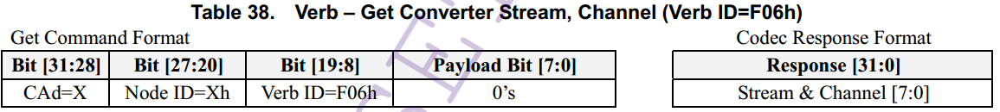 Table 38. Verb – Get Converter Stream, Channel (Verb ID=F06h)
Get Command Format Codec Response Format
Bit [31:28] Bit [27:20] Bit [19:8] Payload Bit [7:0] Response [31:0]
CAd=X Node ID=Xh Verb ID=F06h 0’s Stream & Channel [7:0]